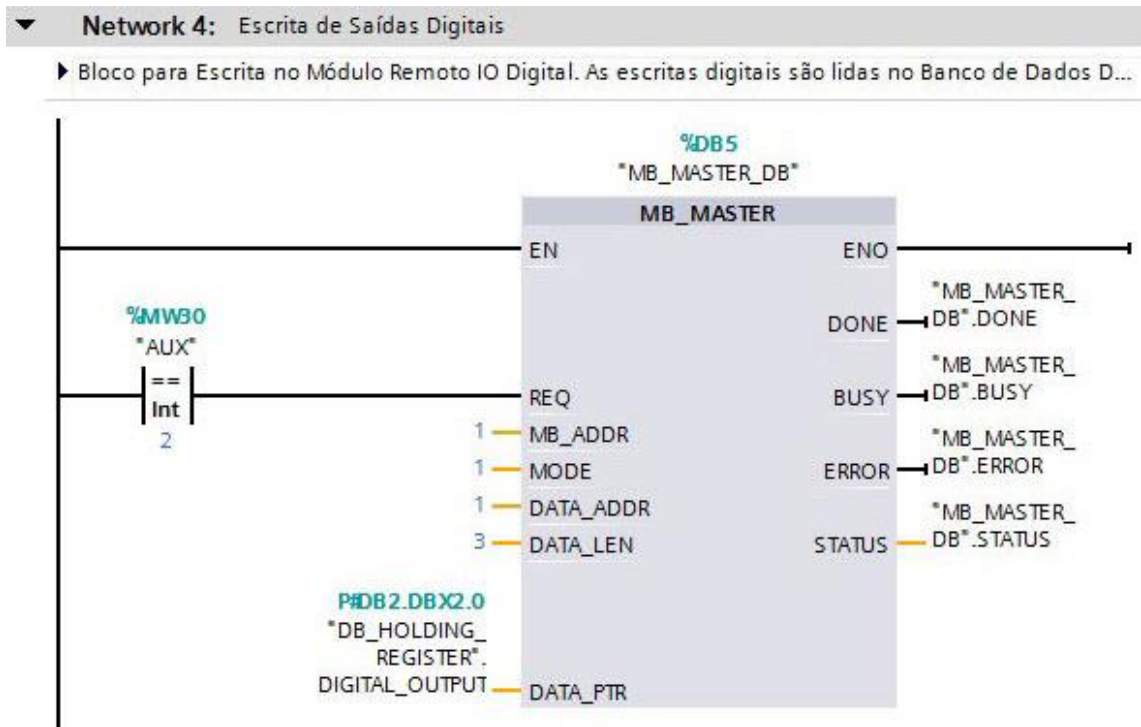 Network 4: Escrita de Saídas Digitais
Bloco para Escrita no Módulo Remoto IO Digital. As escritas digitais são lidas no Banco de Dados D...
%DB5
"MB_MASTER_DB"
MB_MASTER
EN
ENO
"MB_MASTER_
DONE
DB".DONE
%MW30
"AUX"
==
Int
2
"MB_MASTER_
REQ
BUSY
DB".BUSY
1
MB_ADDR
"MB_MASTER_
1
MODE
ERROR
DB".ERROR
1
DATA_ADDR
"MB_MASTER_
3
DATA_LEN
STATUS
DB".STATUS
P#DB2.DBX2.0
"DB_HOLDING_
REGISTER".
DIGITAL_OUTPUT
DATA_PTR